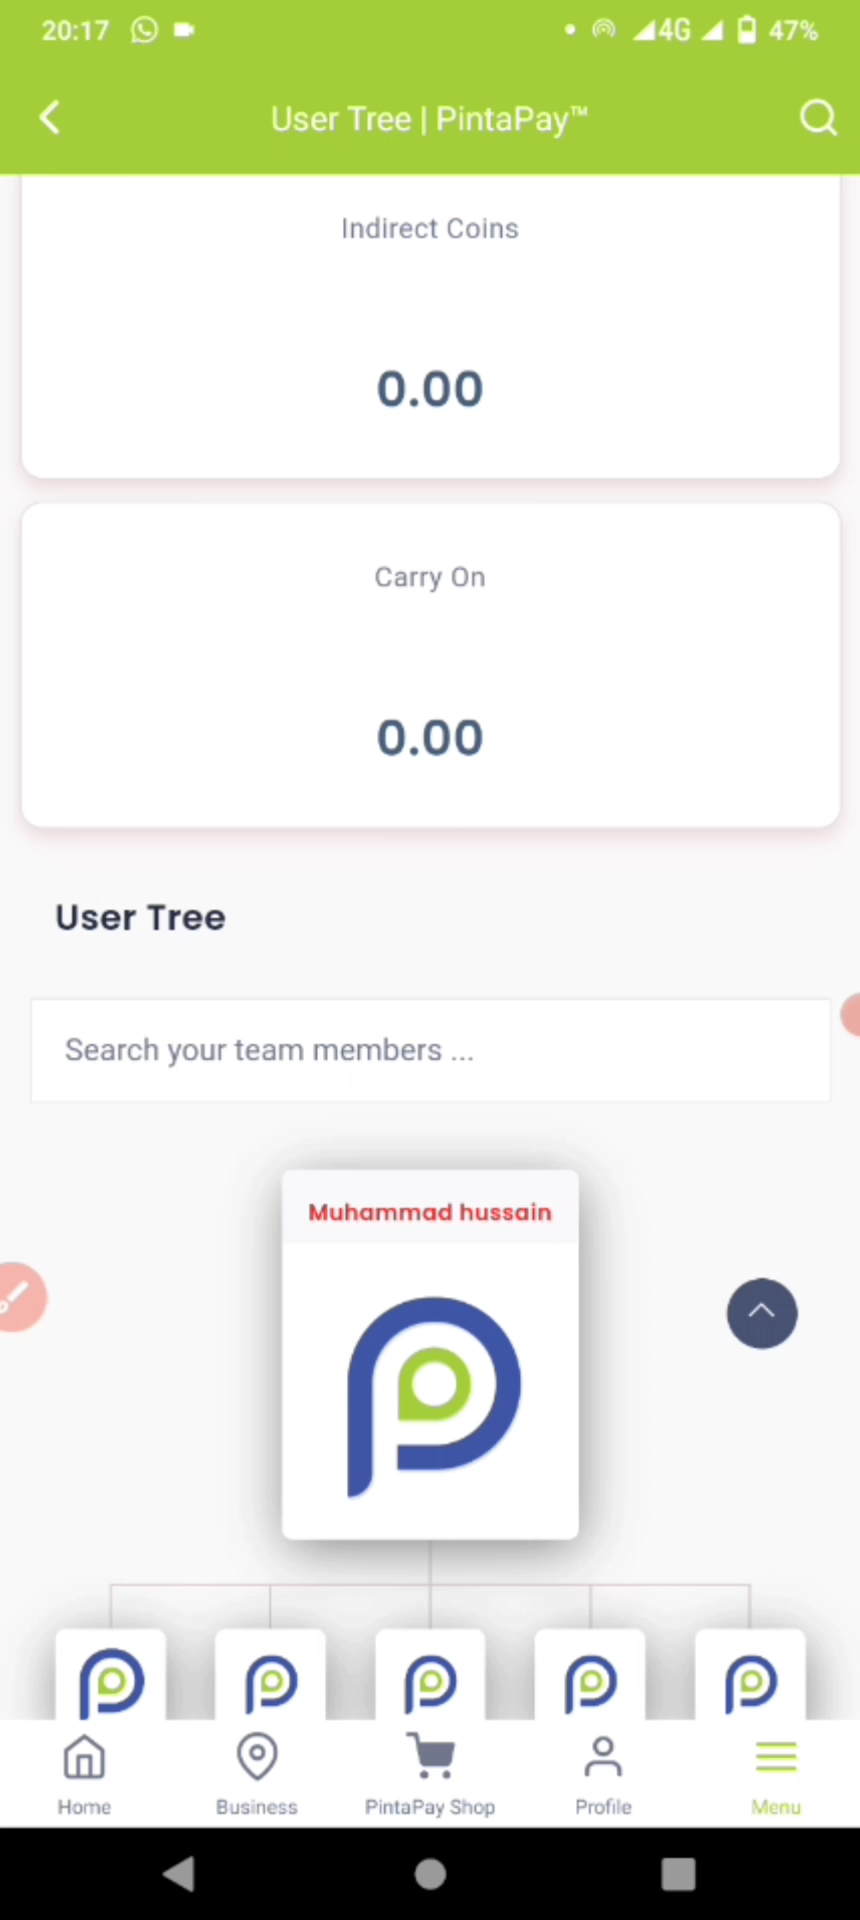 20:17 4G 47%
User Tree | PintaPay™
Indirect Coins
0.00
Carry On
0.00
User Tree
Search your team members ...
Muhammad hussain
Home Business PintaPay Shop Profile Menu